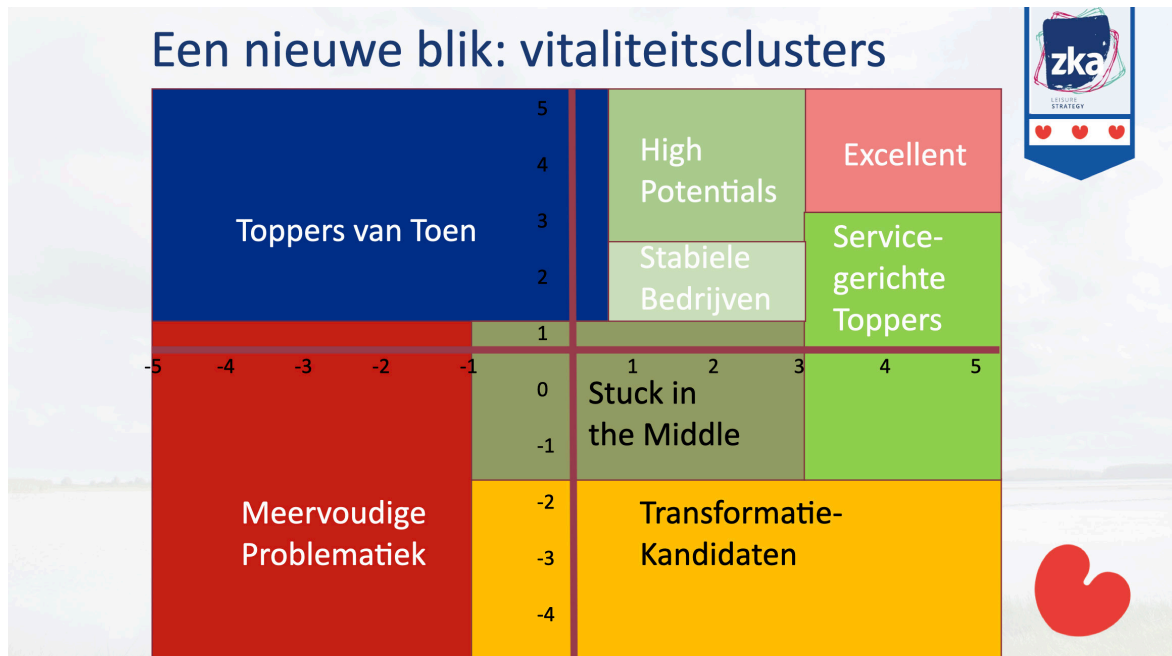 Een nieuwe blik: vitaliteitsclusters
zka
LEISURE
STRATEGY
5
4
3
2
1
0
-1
-2
-3
-4
-5
-4
-3
-2
-1
1
2
3
4
5
Toppers van Toen
High
Potentials
Excellent
Stabiele
Bedrijven
Service-
gerichte
Toppers
Stuck in
the Middle
Meervoudige
Problematiek
Transformatie-
Kandidaten